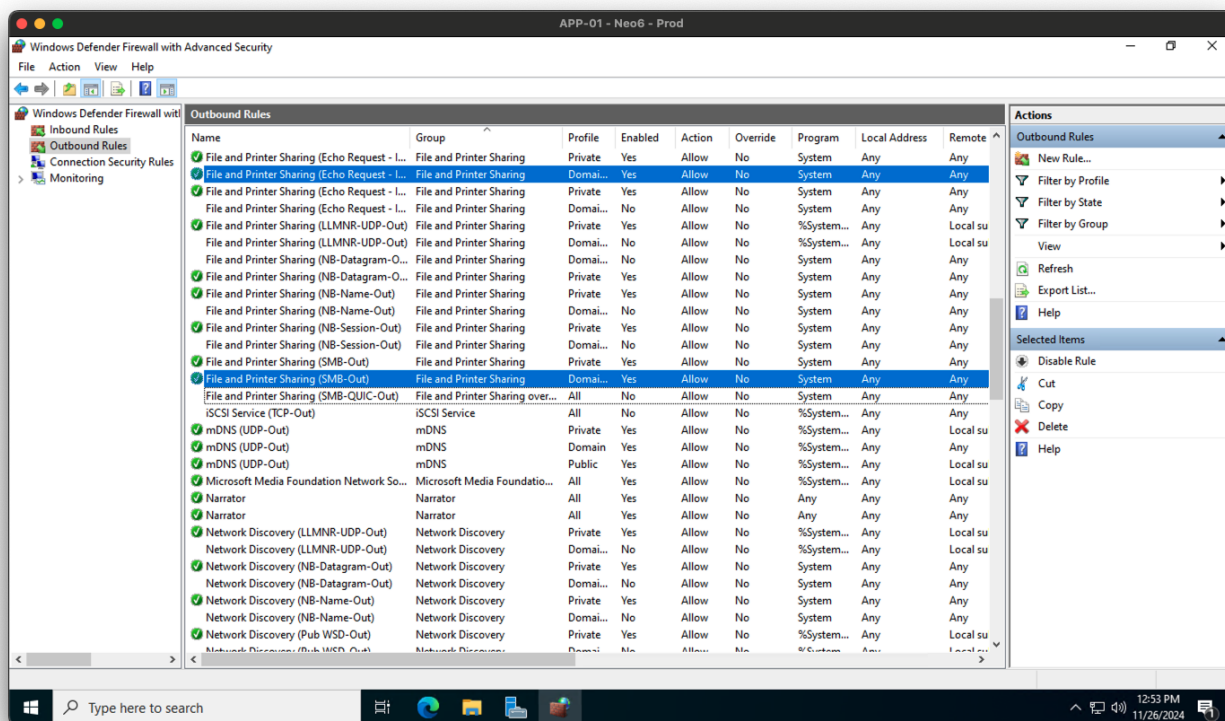 APP-01 - Neo6 - Prod
Windows Defender Firewall with Advanced Security
File Action View Help
Windows Defender Firewall wit
Inbound Rules
Outbound Rules
Connection Security Rules
Monitoring
Outbound Rules
Name Group Profile Enabled Action Override Program Local Address Remote
File and Printer Sharing (Echo Request - I... File and Printer Sharing Private Yes Allow No System Any Any
File and Printer Sharing (Echo Request - I... File and Printer Sharing Domai... Yes Allow No System Any Any
File and Printer Sharing (Echo Request - I... File and Printer Sharing Private Yes Allow No System Any Any
File and Printer Sharing (Echo Request - I... File and Printer Sharing Domai... No Allow No System Any Any
File and Printer Sharing (LLMNR-UDP-Out) File and Printer Sharing Private Yes Allow No %System... Any Local su
File and Printer Sharing (LLMNR-UDP-Out) File and Printer Sharing Domai... No Allow No %System... Any Local su
File and Printer Sharing (NB-Datagram-O... File and Printer Sharing Domai... No Allow No System Any Any
File and Printer Sharing (NB-Datagram-O... File and Printer Sharing Private Yes Allow No System Any Any
File and Printer Sharing (NB-Name-Out) File and Printer Sharing Private Yes Allow No System Any Any
File and Printer Sharing (NB-Name-Out) File and Printer Sharing Domai... No Allow No System Any Any
File and Printer Sharing (NB-Session-Out) File and Printer Sharing Private Yes Allow No System Any Any
File and Printer Sharing (NB-Session-Out) File and Printer Sharing Domai... No Allow No System Any Any
File and Printer Sharing (SMB-Out) File and Printer Sharing Private Yes Allow No System Any Any
File and Printer Sharing (SMB-Out) File and Printer Sharing Domai... Yes Allow No System Any Any
File and Printer Sharing (SMB-QUIC-Out) File and Printer Sharing over... All No Allow No System Any Any
iSCSI Service (TCP-Out) iSCSI Service All No Allow No %System... Any Any
mDNS (UDP-Out) mDNS Private Yes Allow No %System... Any Local su
mDNS (UDP-Out) mDNS Domain Yes Allow No %System... Any Any
mDNS (UDP-Out) mDNS Public Yes Allow No %System... Any Local su
Microsoft Media Foundation Network So... Microsoft Media Foundatio... All Yes Allow No %System... Any Local su
Narrator Narrator All Yes Allow No Any Any Any
Narrator Narrator All Yes Allow No Any Any Any
Network Discovery (LLMNR-UDP-Out) Network Discovery Private Yes Allow No %System... Any Local su
Network Discovery (LLMNR-UDP-Out) Network Discovery Domai... No Allow No %System... Any Local su
Network Discovery (NB-Datagram-Out) Network Discovery Private Yes Allow No System Any Any
Network Discovery (NB-Datagram-Out) Network Discovery Domai... No Allow No System Any Any
Network Discovery (NB-Name-Out) Network Discovery Private Yes Allow No System Any Any
Network Discovery (NB-Name-Out) Network Discovery Domai... No Allow No System Any Any
Network Discovery (Pub WSD-Out) Network Discovery Private Yes Allow No %System... Any Local su
Network Discovery (Pub WSD-Out) Network Discovery Domai... No Allow No %System... Any Local su
Actions
Outbound Rules
New Rule...
Filter by Profile
Filter by State
Filter by Group
View
Refresh
Export List...
Help
Selected Items
Disable Rule
Cut
Copy
Delete
Help
Type here to search
12:53 PM
11/26/2024
1